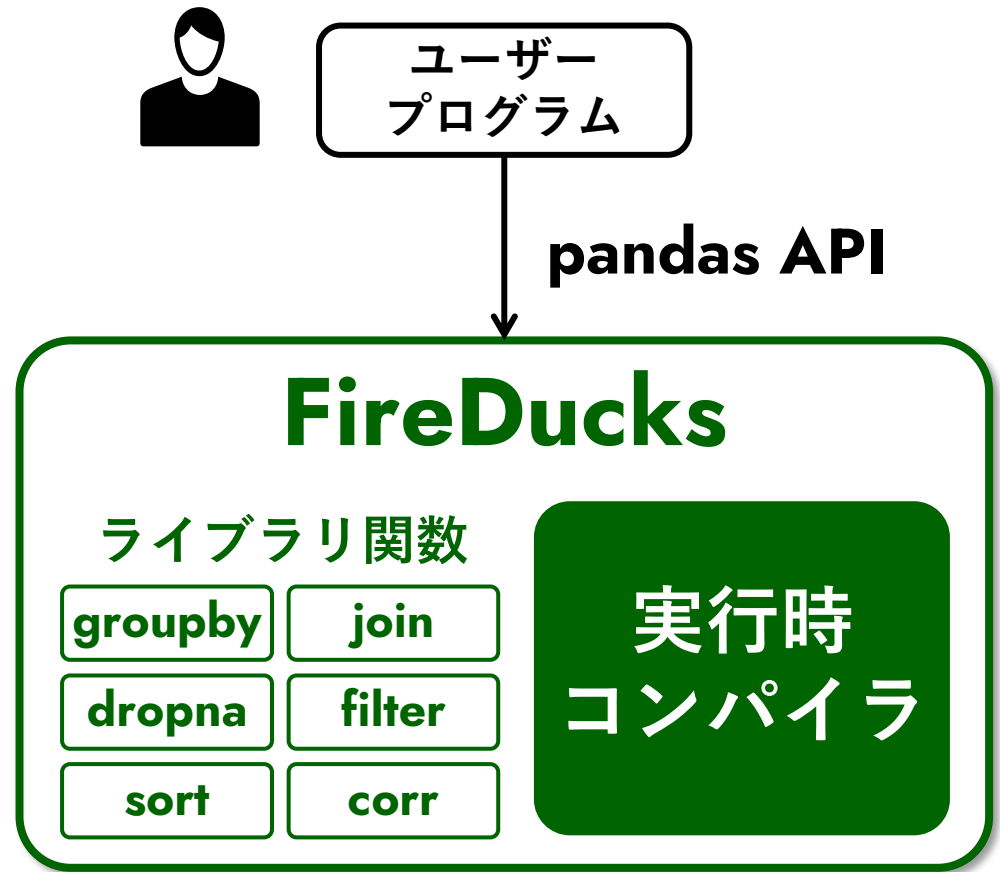 ユーザー
プログラム
pandas API
FireDucks
ライブラリ関数
groupby
join
dropna
filter
sort
corr
実行時
コンパイラ